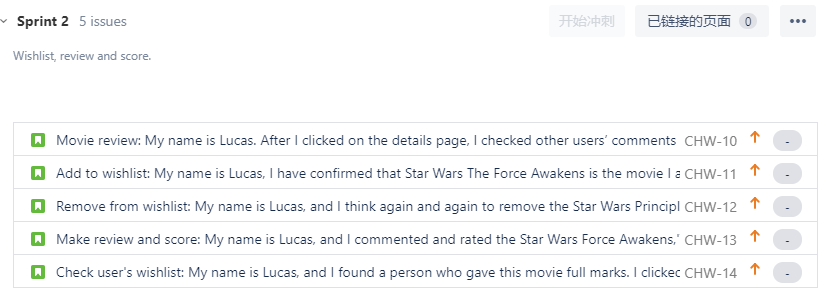 Sprint 2 5 issues 开始冲刺 已链接的页面 0 •••
Wishlist, review and score.
Movie review: My name is Lucas. After I clicked on the details page, I checked other users' comments CHW-10 -
Add to wishlist: My name is Lucas, I have confirmed that Star Wars The Force Awakens is the movie I a CHW-11 -
Remove from wishlist: My name is Lucas, and I think again and again to remove the Star Wars Principl CHW-12 -
Make review and score: My name is Lucas, and I commented and rated the Star Wars Force Awakens," CHW-13 -
Check user's wishlist: My name is Lucas, and I found a person who gave this movie full marks. I clicked CHW-14 -